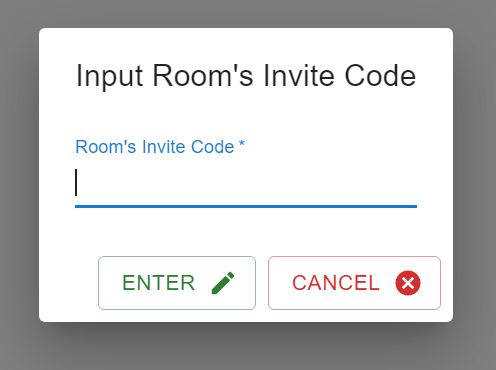 Input Room's Invite Code
Room's Invite Code *
ENTER
CANCEL